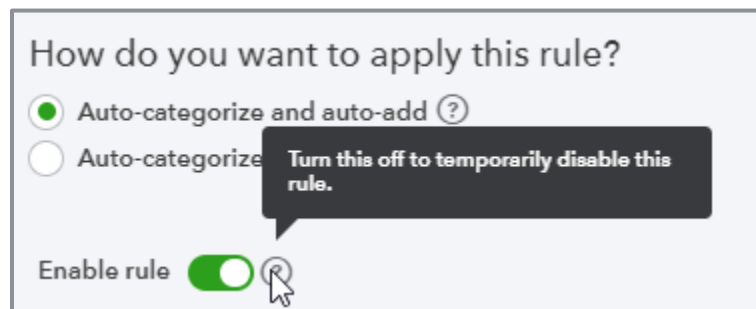 How do you want to apply this rule?
Auto-categorize and auto-add ?
Auto-categorize
Turn this off to temporarily disable this
rule.
Enable rule